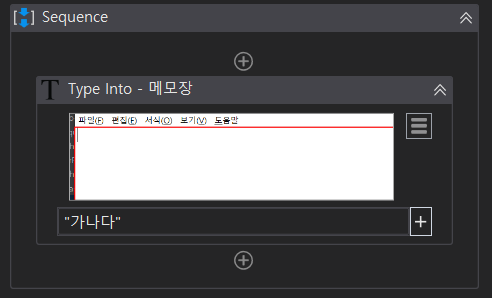 Sequence
Type Into - 메모장
파일(F) 편집(E) 서식(O) 보기(V) 도움말
"가나다"